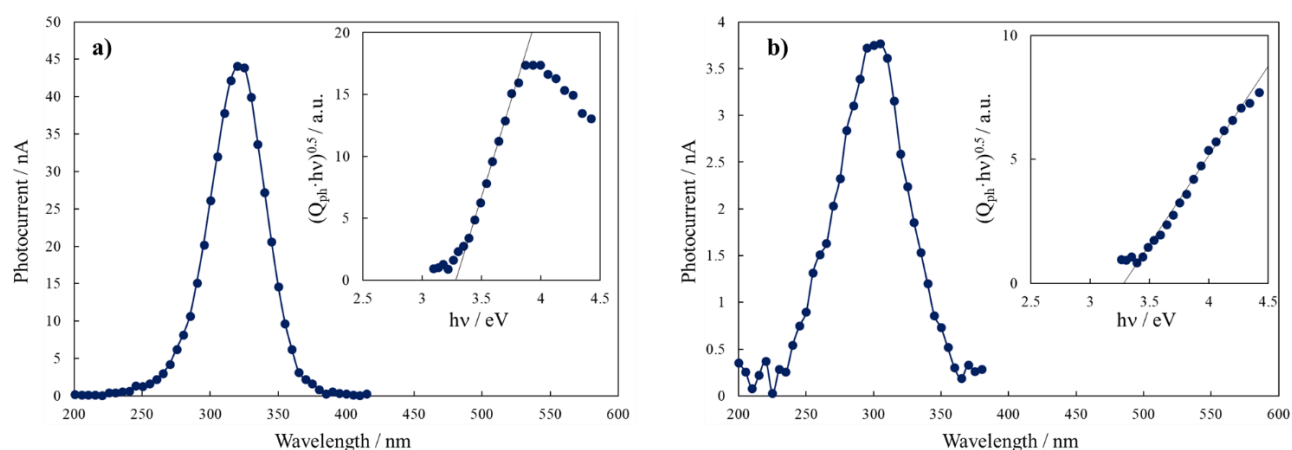 a)
50
45
40
35
30
25
20
15
10
5
0
Photocurrent / nA
200 250 300 350 400 450 500 550 600
Wavelength / nm
20
15
10
5
0
(Qph·hν)0.5 / a.u.
2.5 3 3.5 4 4.5
hν / eV
b)
4
3.5
3
2.5
2
1.5
1
0.5
0
Photocurrent / nA
200 250 300 350 400 450 500 550 600
Wavelength / nm
10
5
0
(Qph·hν)0.5 / a.u.
2.5 3 3.5 4 4.5
hν / eV